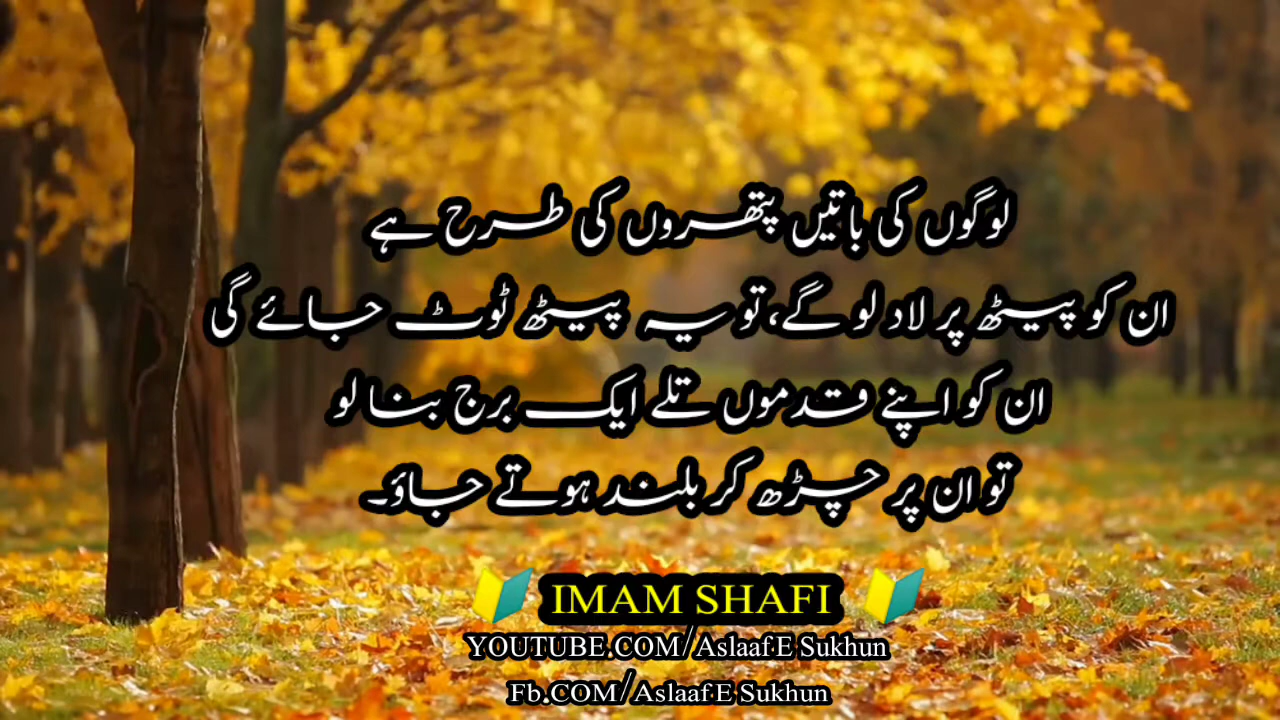 لوگوں کی باتیں پتھروں کی طرح ہے
ان کو پیٹھ پر لاد لو گے، تو یہ پیٹھ ٹوٹ جائے گی
ان کو اپنے قدموں تلے ایک برج بنا لو
تو ان پر چڑھ کر بلند ہوتے جاؤ۔
IMAM SHAFI
YOUTUBE.COM/Aslaaf E Sukhun
Fb.COM/Aslaaf E Sukhun